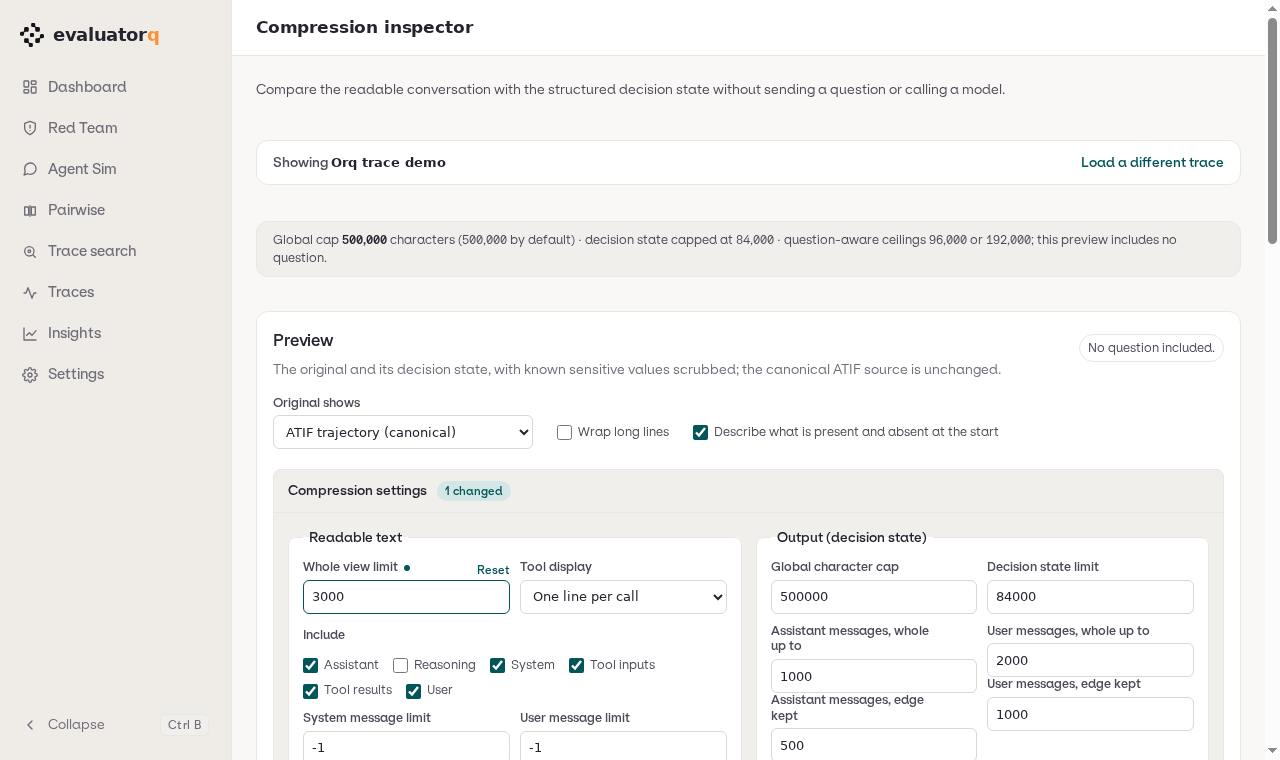 evaluatorq
Dashboard
Red Team
Agent Sim
Pairwise
Trace search
Traces
Insights
Settings
Collapse
Ctrl B
Compression inspector
Compare the readable conversation with the structured decision state without sending a question or calling a model.
Showing Orq trace demo
Load a different trace
Global cap 500,000 characters (500,000 by default) · decision state capped at 84,000 · question-aware ceilings 96,000 or 192,000; this preview includes no
question.
Preview
No question included.
The original and its decision state, with known sensitive values scrubbed; the canonical ATIF source is unchanged.
Original shows
ATIF trajectory (canonical)
Wrap long lines
Describe what is present and absent at the start
Compression settings
1 changed
Readable text
Whole view limit
Reset
Tool display
3000
One line per call
Include
Assistant
Reasoning
System
Tool inputs
Tool results
User
System message limit
User message limit
-1
-1
Output (decision state)
Global character cap
Decision state limit
500000
84000
Assistant messages, whole
up to
User messages, whole up to
1000
2000
Assistant messages, edge
kept
User messages, edge kept
500
1000